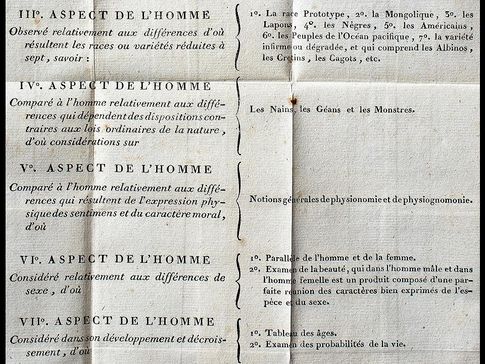 IIIº. ASPECT DE L'HOMME
Observé relativement aux différences d'où
résultent les races ou variétés réduites à
sept, savoir :
1º. La race Prototype, 2º. la Mongolique, 3º. les
Lapons, 4º. les Nègres, 5º. les Américains,
6º. les Peuples de l'Océan pacifique, 7º. la variété
infirme ou dégradée, et qui comprend les Albinos,
les Cretins, les Cagots, etc.
IVº. ASPECT DE L'HOMME
Comparé à l'homme relativement aux diffé-
rences qui dépendent des dispositions con-
traires aux lois ordinaires de la nature,
d'où considérations sur
Les Nains, les Géans et les Monstres.
Vº. ASPECT DE L'HOMME
Comparé à l'homme relativement aux diffé-
rences qui résultent de l'expression phy-
sique des sentimens et du caractère moral,
d'où
Notions générales de physionomie et de physiognomonie.
VIº. ASPECT DE L'HOMME
Considéré relativement aux différences de
sexe, d'où
1º. Parallèle de l'homme et de la femme.
2º. Examen de la beauté, qui dans l'homme mâle et dans
l'homme femelle est un produit composé d'une par-
faite réunion des caractères bien exprimés de l'es-
pèce et du sexe.
VIIº. ASPECT DE L'HOMME
Considéré dans son développement et décrois-
sement, d'où
1º. Tableau des âges.
2º. Examen des probabilités de la vie.